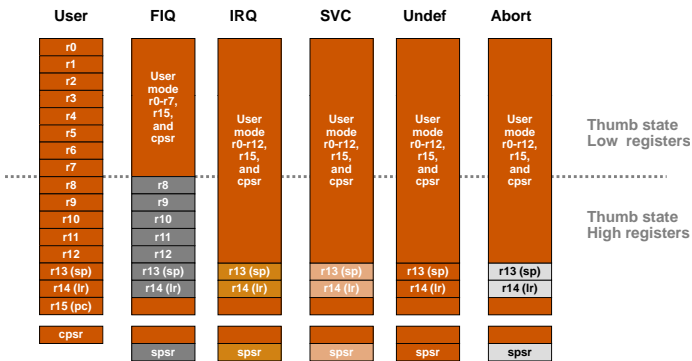 User
FIQ
IRQ
SVC
Undef
Abort
r0
r1
r2
r3
r4
r5
r6
r7
r8
r9
r10
r11
r12
r13 (sp)
r14 (lr)
r15 (pc)
cpsr
User
mode
r0-r7,
r15,
and
cpsr
r8
r9
r10
r11
r12
r13 (sp)
r14 (lr)
spsr
User
mode
r0-r12,
r15,
and
cpsr
r13 (sp)
r14 (lr)
spsr
User
mode
r0-r12,
r15,
and
cpsr
r13 (sp)
r14 (lr)
spsr
User
mode
r0-r12,
r15,
and
cpsr
r13 (sp)
r14 (lr)
spsr
User
mode
r0-r12,
r15,
and
cpsr
r13 (sp)
r14 (lr)
spsr
Thumb state
Low registers
Thumb state
High registers